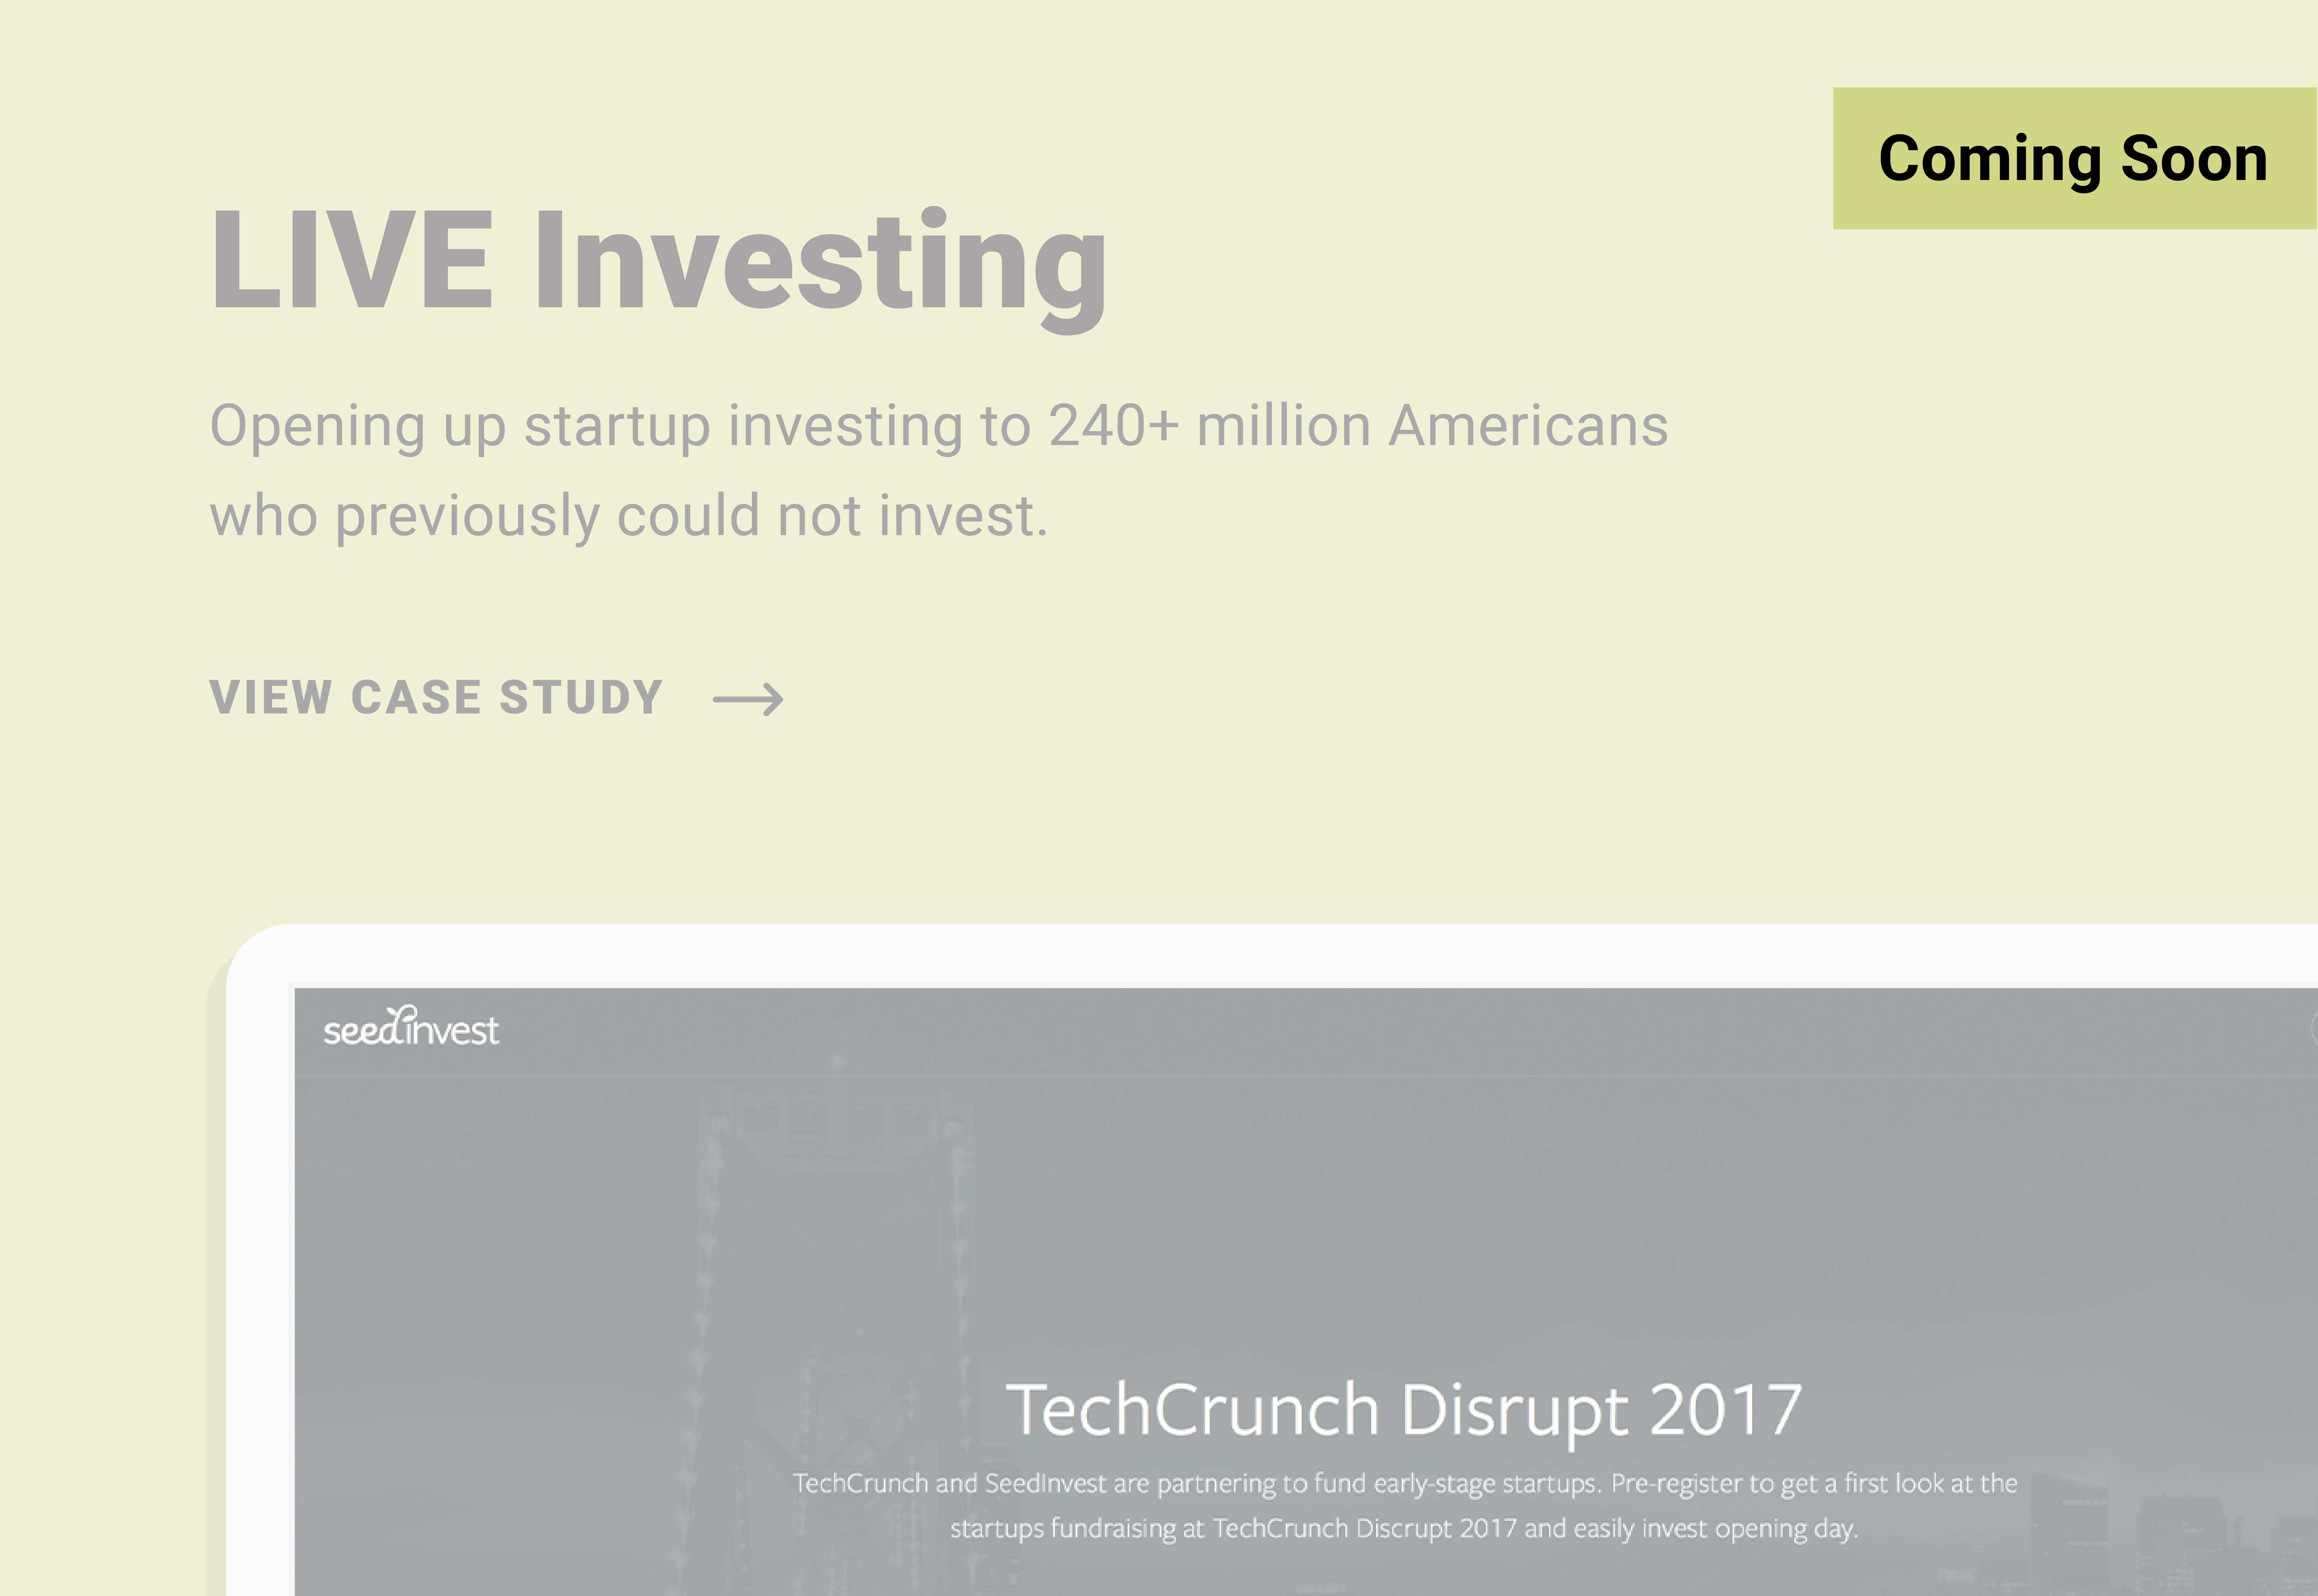 Coming Soon
LIVE Investing
Opening up startup investing to 240+ million Americans
who previously could not invest.
VIEW CASE STUDY
seedinvest
TechCrunch Disrupt 2017
TechCrunch and SeedInvest are partnering to fund early-stage startups. Pre-register to get a first look at the
startups fundraising at TechCrunch Discrupt 2017 and easily invest opening day.